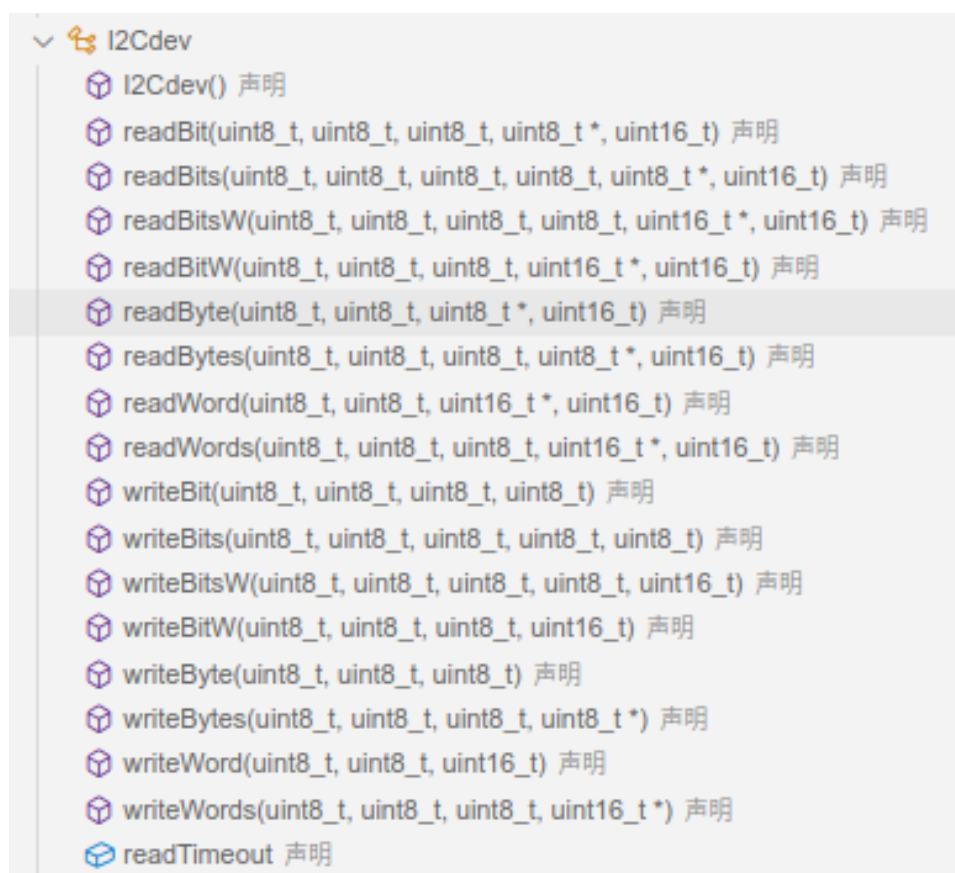 I2Cdev
I2Cdev() 声明
readBit(uint8_t, uint8_t, uint8_t, uint8_t *, uint16_t) 声明
readBits(uint8_t, uint8_t, uint8_t, uint8_t, uint8_t *, uint16_t) 声明
readBitsW(uint8_t, uint8_t, uint8_t, uint8_t, uint16_t *, uint16_t) 声明
readBitW(uint8_t, uint8_t, uint8_t, uint16_t *, uint16_t) 声明
readByte(uint8_t, uint8_t, uint8_t *, uint16_t) 声明
readBytes(uint8_t, uint8_t, uint8_t, uint8_t *, uint16_t) 声明
readWord(uint8_t, uint8_t, uint16_t *, uint16_t) 声明
readWords(uint8_t, uint8_t, uint8_t, uint16_t *, uint16_t) 声明
writeBit(uint8_t, uint8_t, uint8_t, uint8_t) 声明
writeBits(uint8_t, uint8_t, uint8_t, uint8_t, uint8_t) 声明
writeBitsW(uint8_t, uint8_t, uint8_t, uint8_t, uint16_t) 声明
writeBitW(uint8_t, uint8_t, uint8_t, uint16_t) 声明
writeByte(uint8_t, uint8_t, uint8_t) 声明
writeBytes(uint8_t, uint8_t, uint8_t, uint8_t *) 声明
writeWord(uint8_t, uint8_t, uint16_t) 声明
writeWords(uint8_t, uint8_t, uint8_t, uint16_t *) 声明
readTimeout 声明